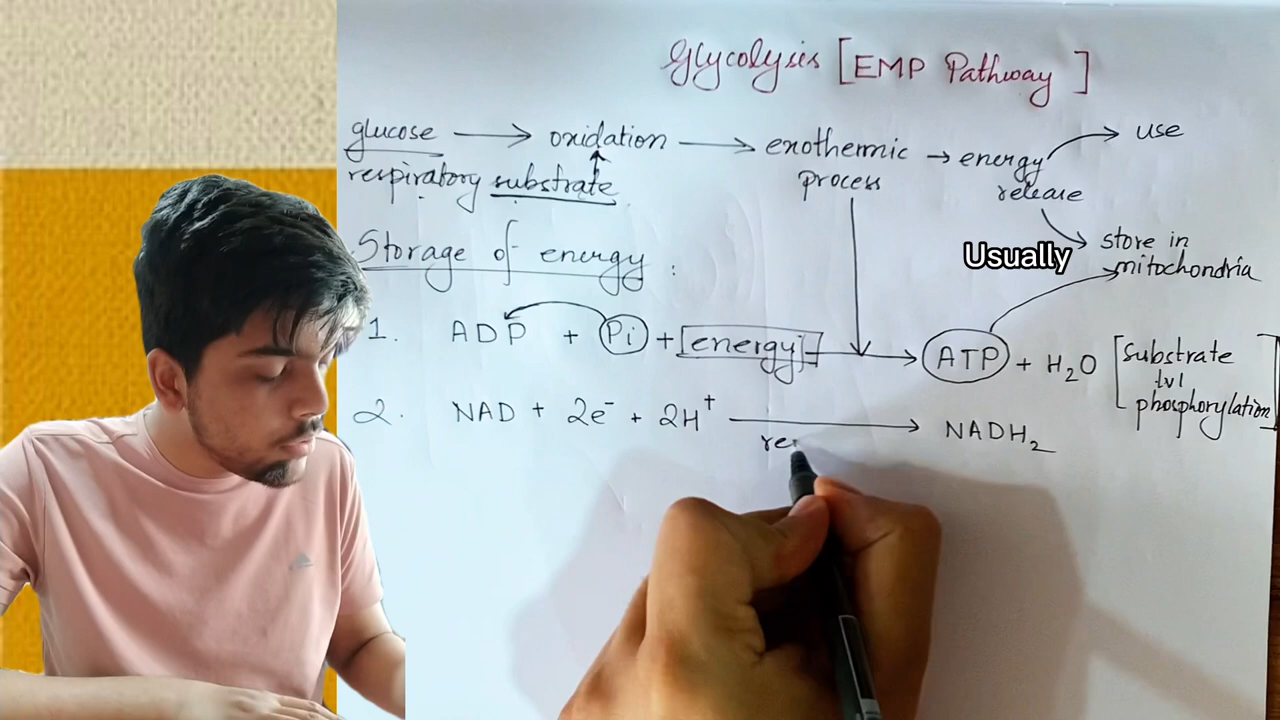 Glycolysis [EMP Pathway]
glucose → oxidation → exothermic process → energy release → use
respiratory substrate
store in mitochondria
Usually
Storage of energy :
1. ADP + Pi + energy → ATP + H₂O [substrate lvl phosphorylation]
2. NAD + 2e⁻ + 2H⁺ → NADH₂
re